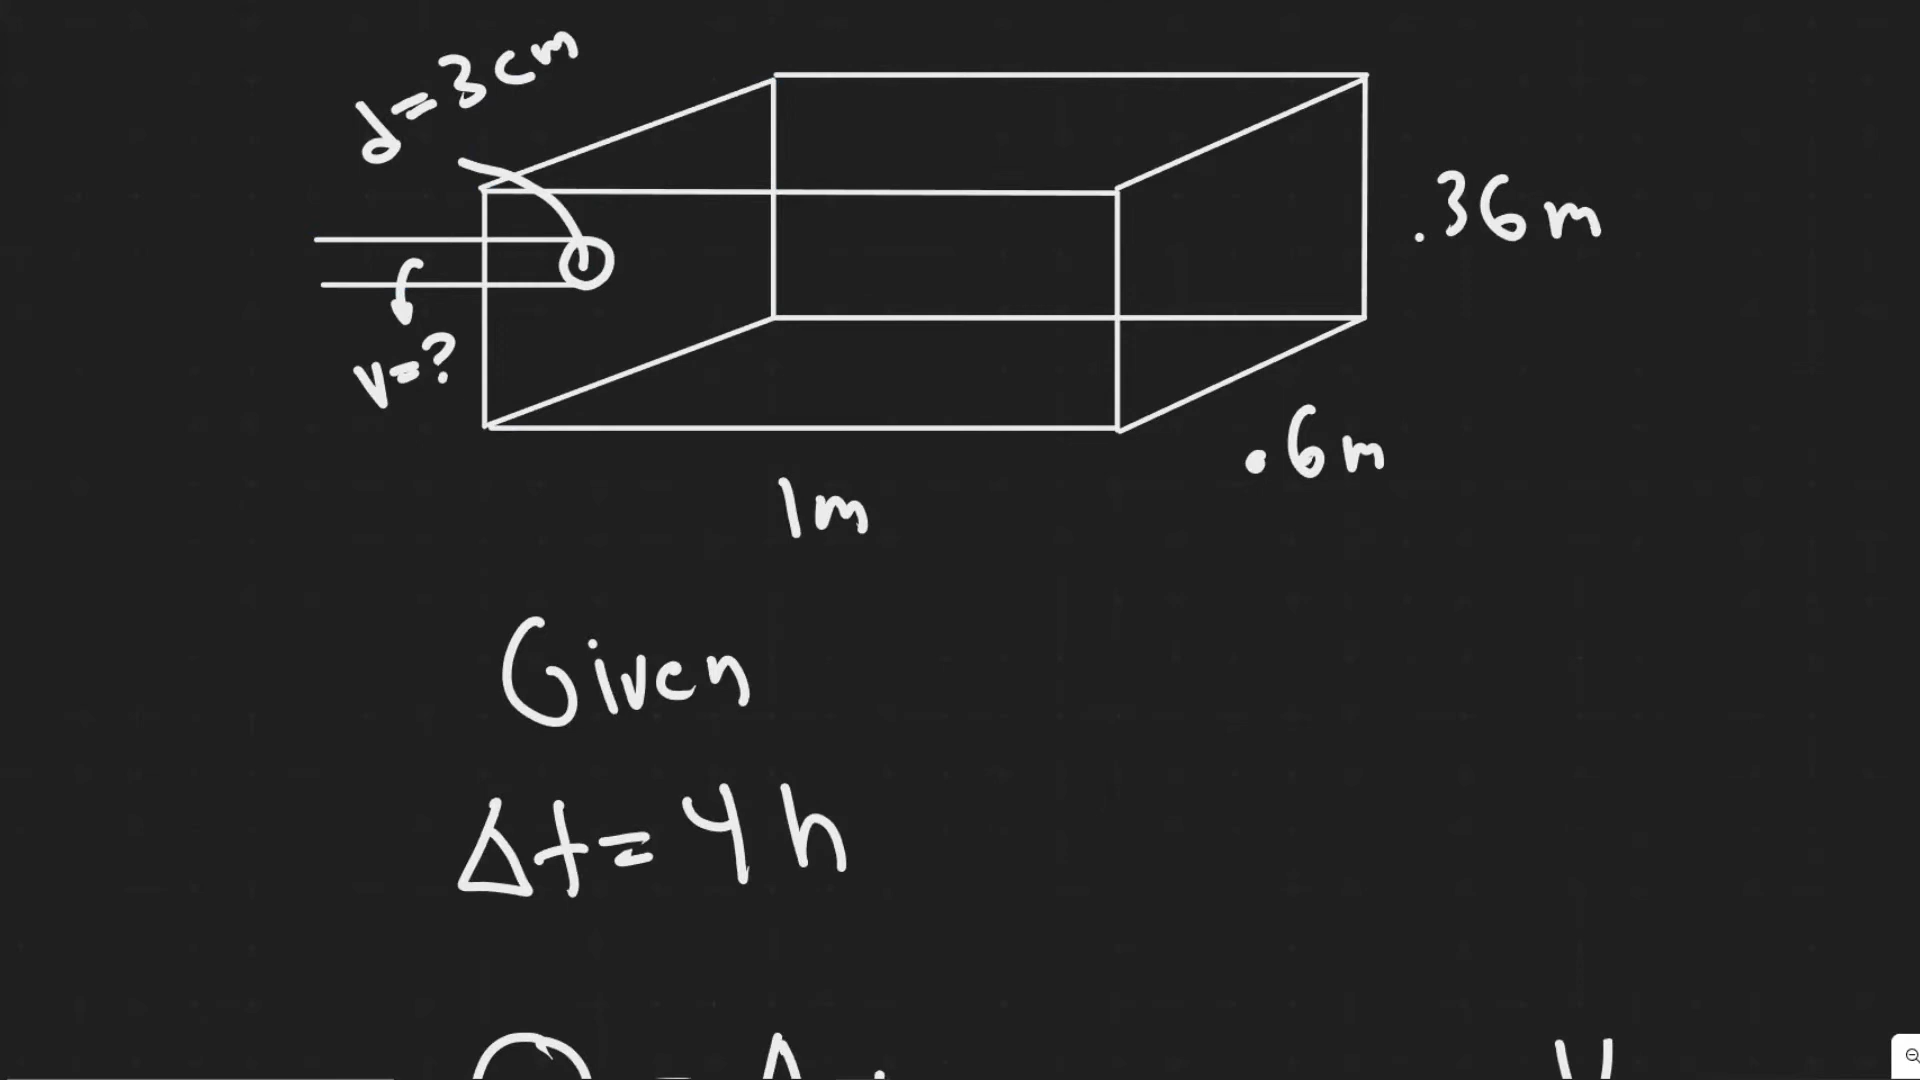 d=3cm
.36m
v=?
.6m
1m
Given
Δt=4h